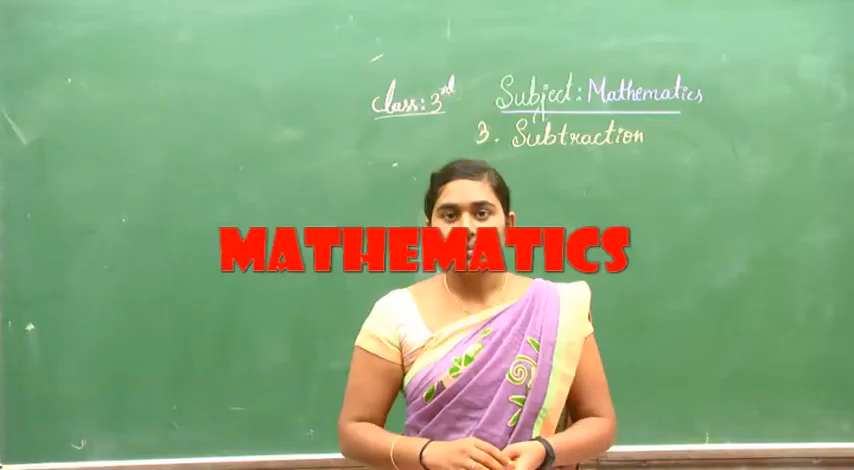 Class: 3rd
Subject: Mathematics
3. Subtraction
MATHEMATICS